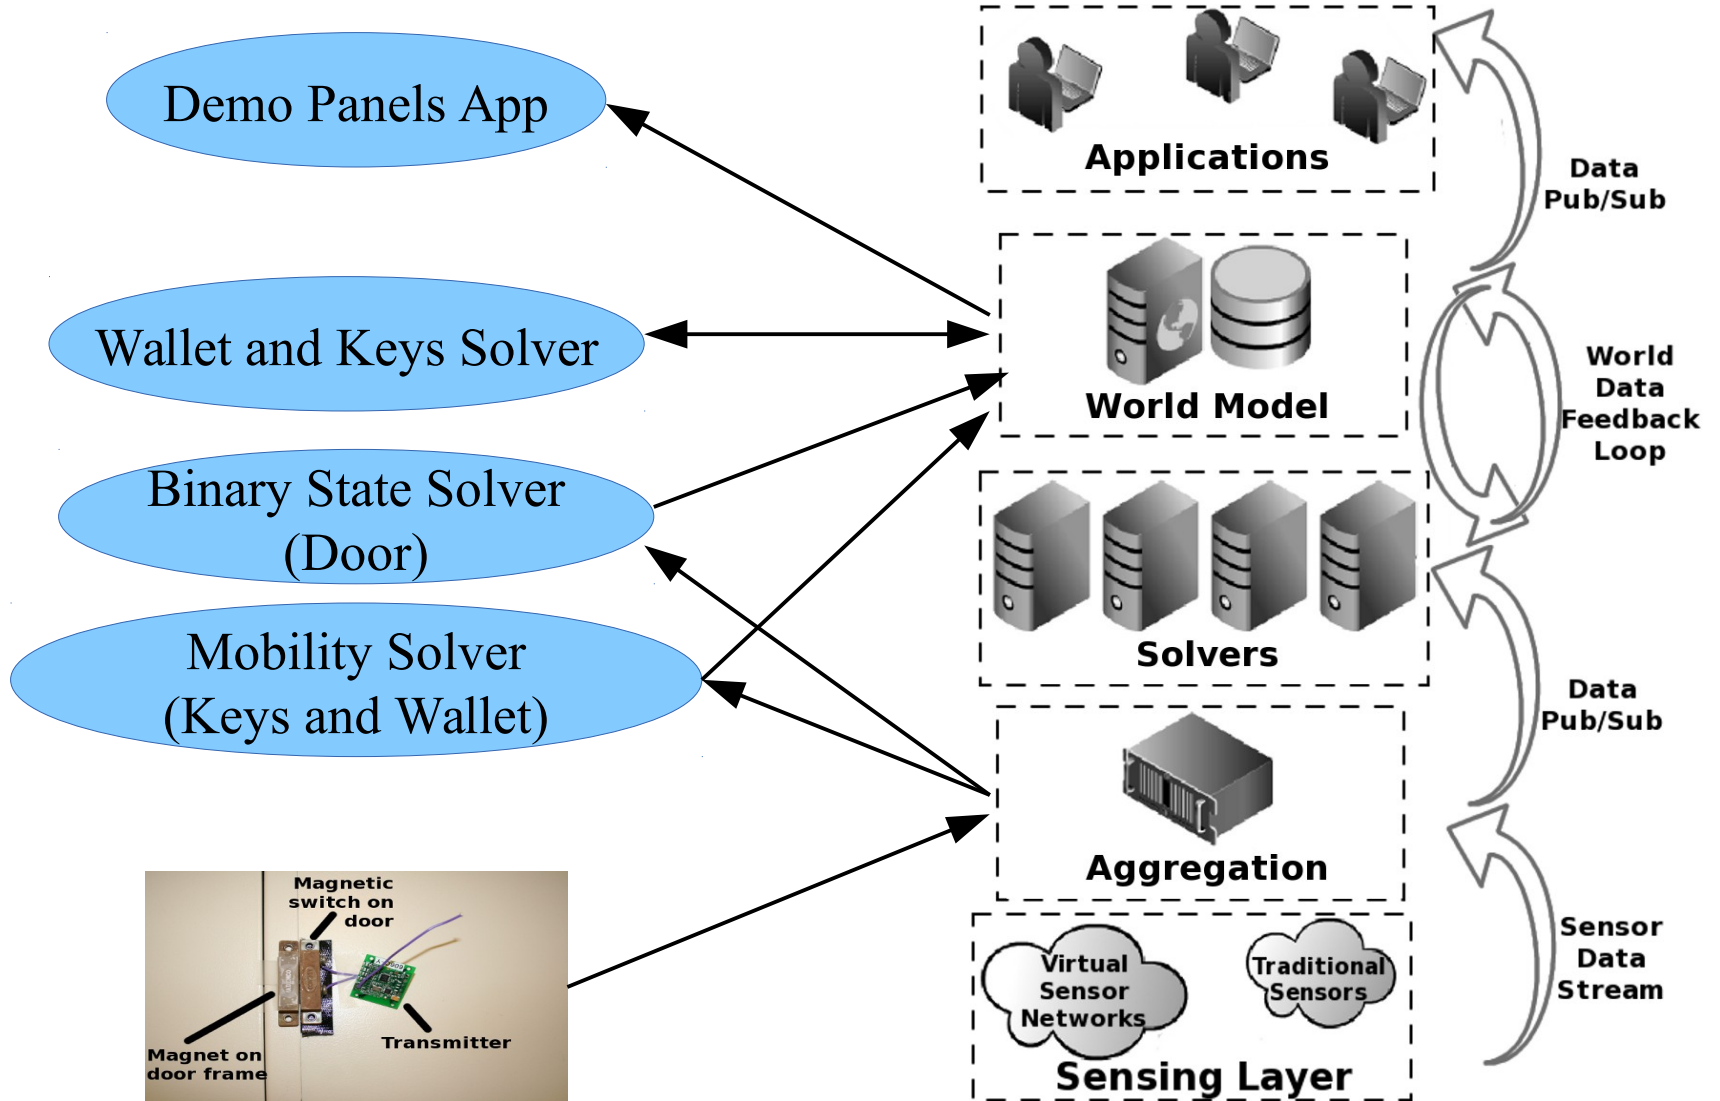 Demo Panels App
Wallet and Keys Solver
Binary State Solver
(Door)
Mobility Solver
(Keys and Wallet)
Magnetic
switch on
door
Transmitter
Magnet on
door frame
Applications
World Model
Solvers
Aggregation
Virtual
Sensor
Networks
Traditional
Sensors
Sensing Layer
Data
Pub/Sub
World
Data
Feedback
Loop
Data
Pub/Sub
Sensor
Data
Stream